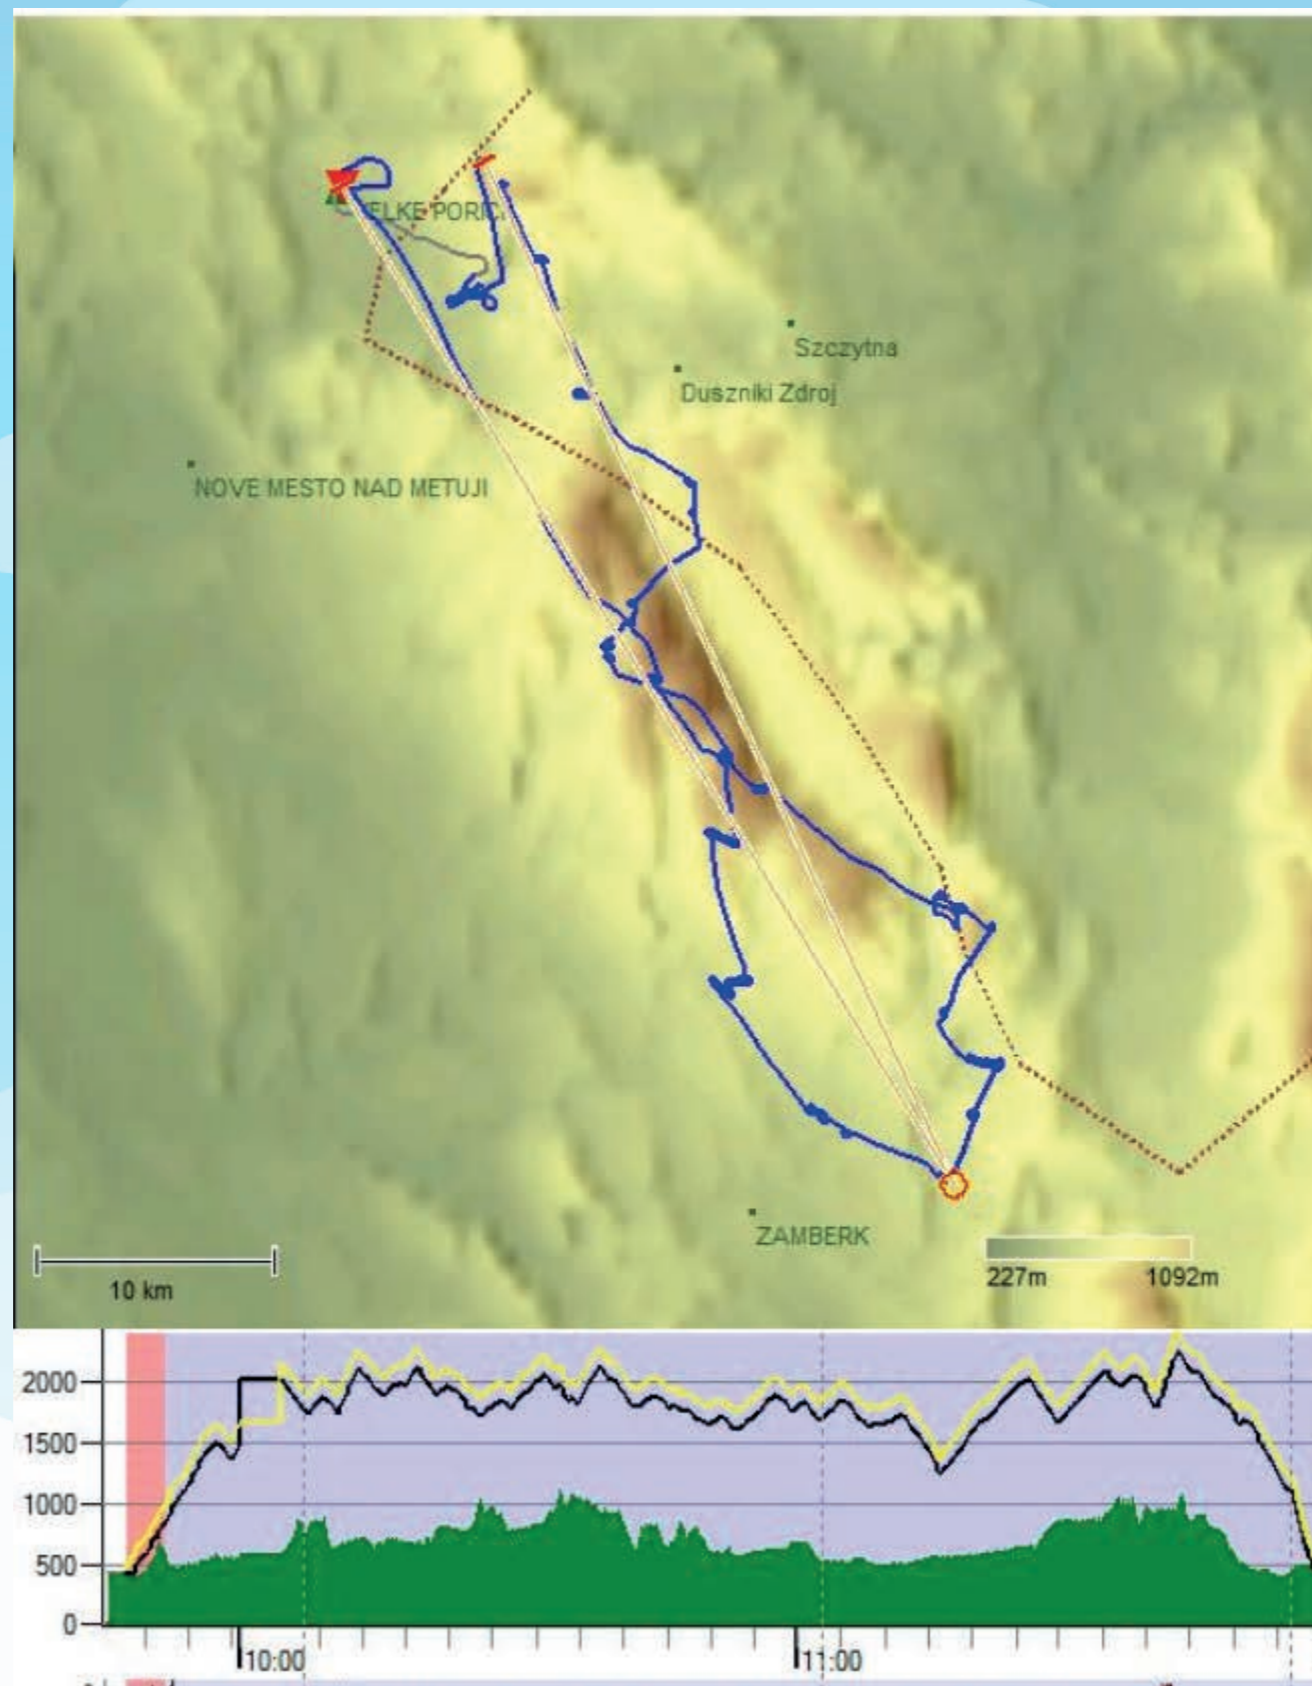 ELKE PORIC
Szczytna
Duszniki Zdroj
NOVE MESTO NAD METUJI
ZAMBERK
10 km
227m
1092m
2000
1500
1000
500
0
10:00
11:00